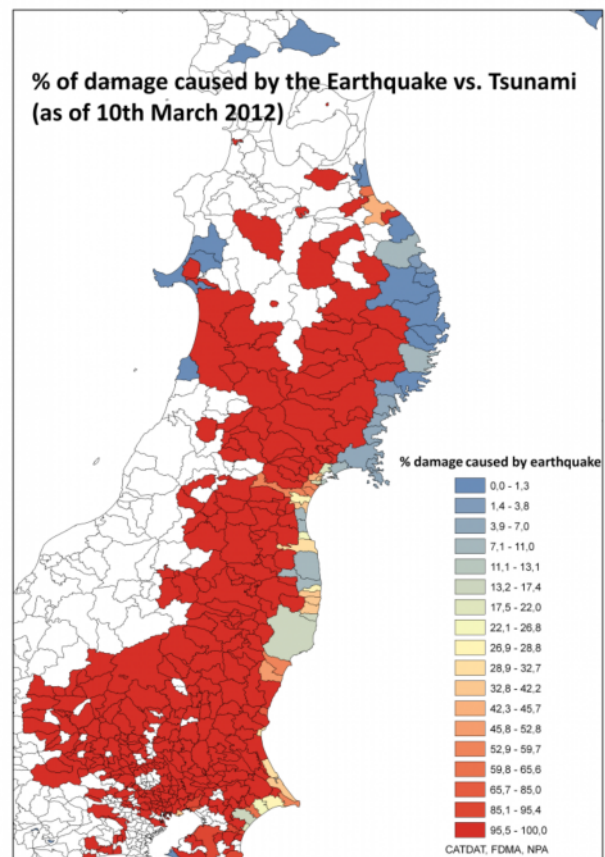 % of damage caused by the Earthquake vs. Tsunami
(as of 10th March 2012)
% damage caused by earthquake
0,0 - 1,3
1,4 - 3,8
3,9 - 7,0
7,1 - 11,0
11,1 - 13,1
13,2 - 17,4
17,5 - 22,0
22,1 - 26,8
26,9 - 28,8
28,9 - 32,7
32,8 - 42,2
42,3 - 45,7
45,8 - 52,8
52,9 - 59,7
59,8 - 65,6
65,7 - 85,0
85,1 - 95,4
95,5 - 100,0
CATDAT, FDMA, NPA